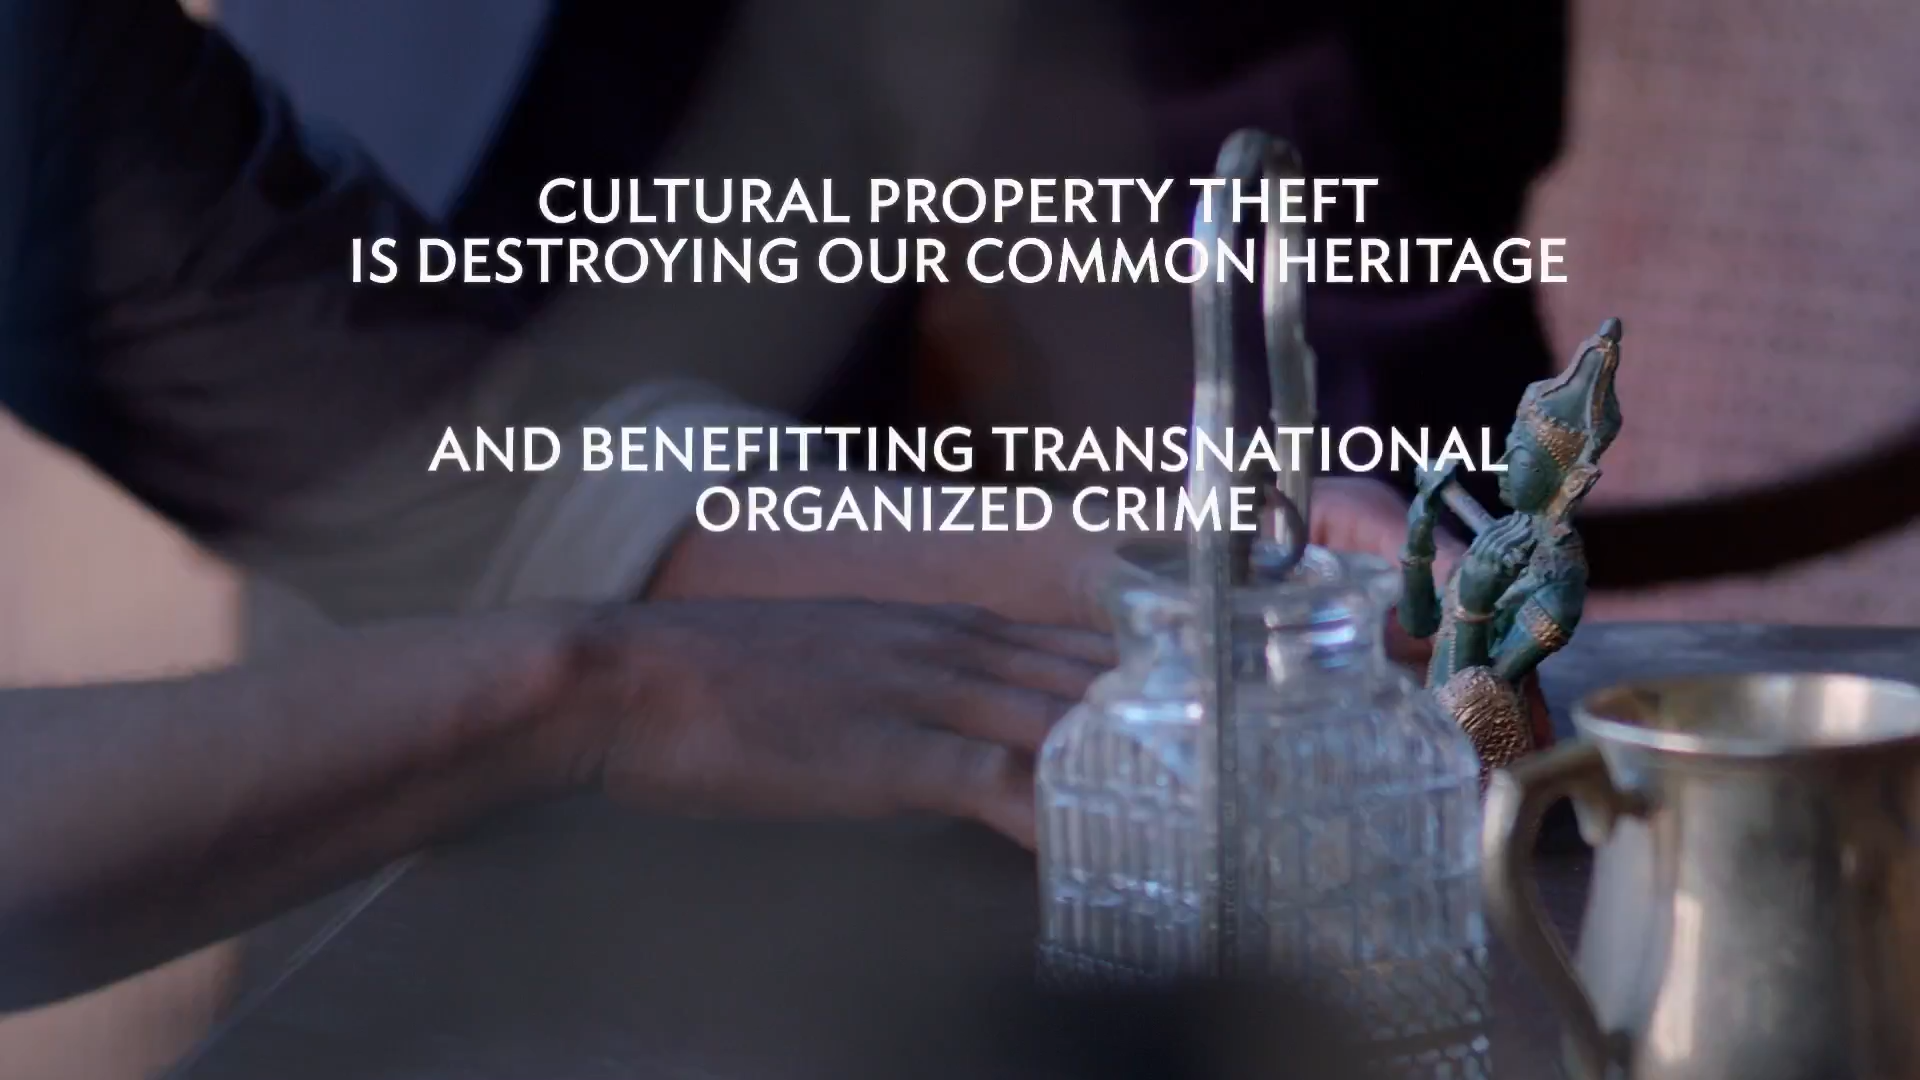 CULTURAL PROPERTY THEFT
IS DESTROYING OUR COMMON HERITAGE
AND BENEFITTING TRANSNATIONAL
ORGANIZED CRIME